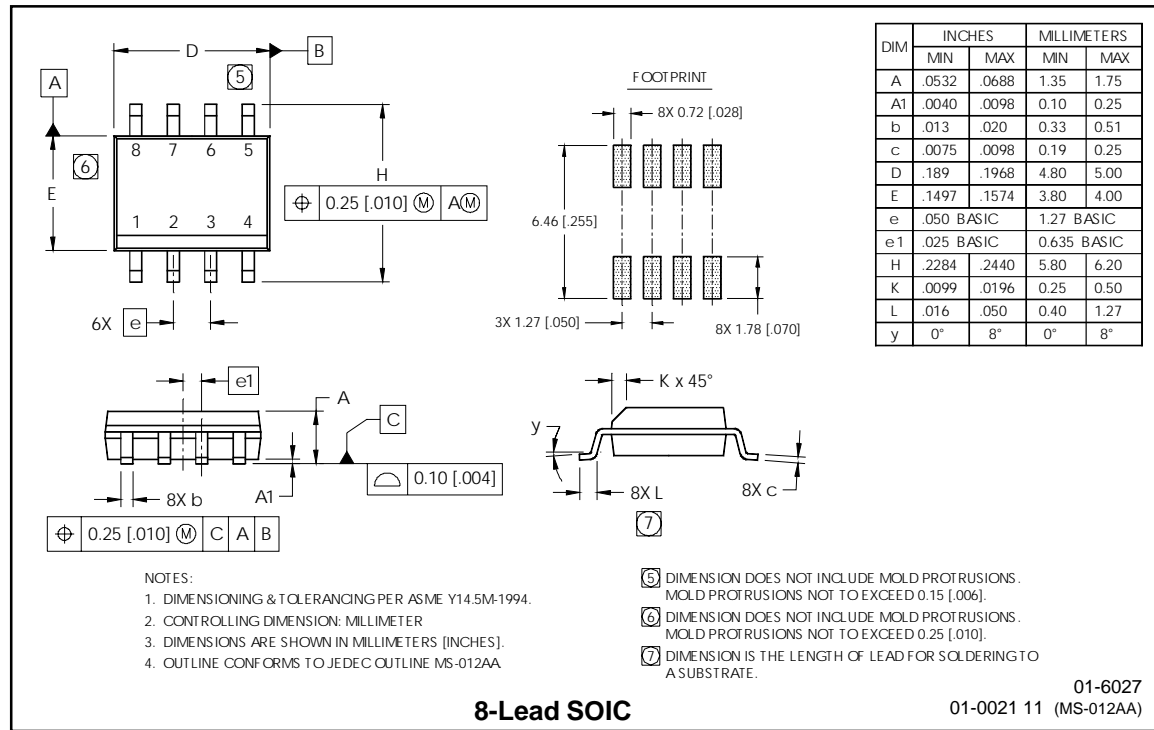 D
B
5
A
FOOTPRINT
8X 0.72 [.028]
8 7 6 5
6
E
H
⌖ 0.25 [.010] Ⓜ AⓂ
1 2 3 4
6.46 [.255]
6X e
3X 1.27 [.050]
8X 1.78 [.070]
DIM INCHES MILLIMETERS
MIN MAX MIN MAX
A .0532 .0688 1.35 1.75
A1 .0040 .0098 0.10 0.25
b .013 .020 0.33 0.51
c .0075 .0098 0.19 0.25
D .189 .1968 4.80 5.00
E .1497 .1574 3.80 4.00
e .050 BASIC 1.27 BASIC
e1 .025 BASIC 0.635 BASIC
H .2284 .2440 5.80 6.20
K .0099 .0196 0.25 0.50
L .016 .050 0.40 1.27
y 0° 8° 0° 8°
e1
A
C
⌓ 0.10 [.004]
8X b
A1
⌖ 0.25 [.010] Ⓜ C A B
K x 45°
y
8X L
8X c
7
NOTES:
1. DIMENSIONING & TOLERANCING PER ASME Y14.5M-1994.
2. CONTROLLING DIMENSION: MILLIMETER
3. DIMENSIONS ARE SHOWN IN MILLIMETERS [INCHES].
4. OUTLINE CONFORMS TO JEDEC OUTLINE MS-012AA.
5 DIMENSION DOES NOT INCLUDE MOLD PROTRUSIONS.
MOLD PROTRUSIONS NOT TO EXCEED 0.15 [.006].
6 DIMENSION DOES NOT INCLUDE MOLD PROTRUSIONS.
MOLD PROTRUSIONS NOT TO EXCEED 0.25 [.010].
7 DIMENSION IS THE LENGTH OF LEAD FOR SOLDERING TO
A SUBSTRATE.
8-Lead SOIC
01-6027
01-0021 11 (MS-012AA)